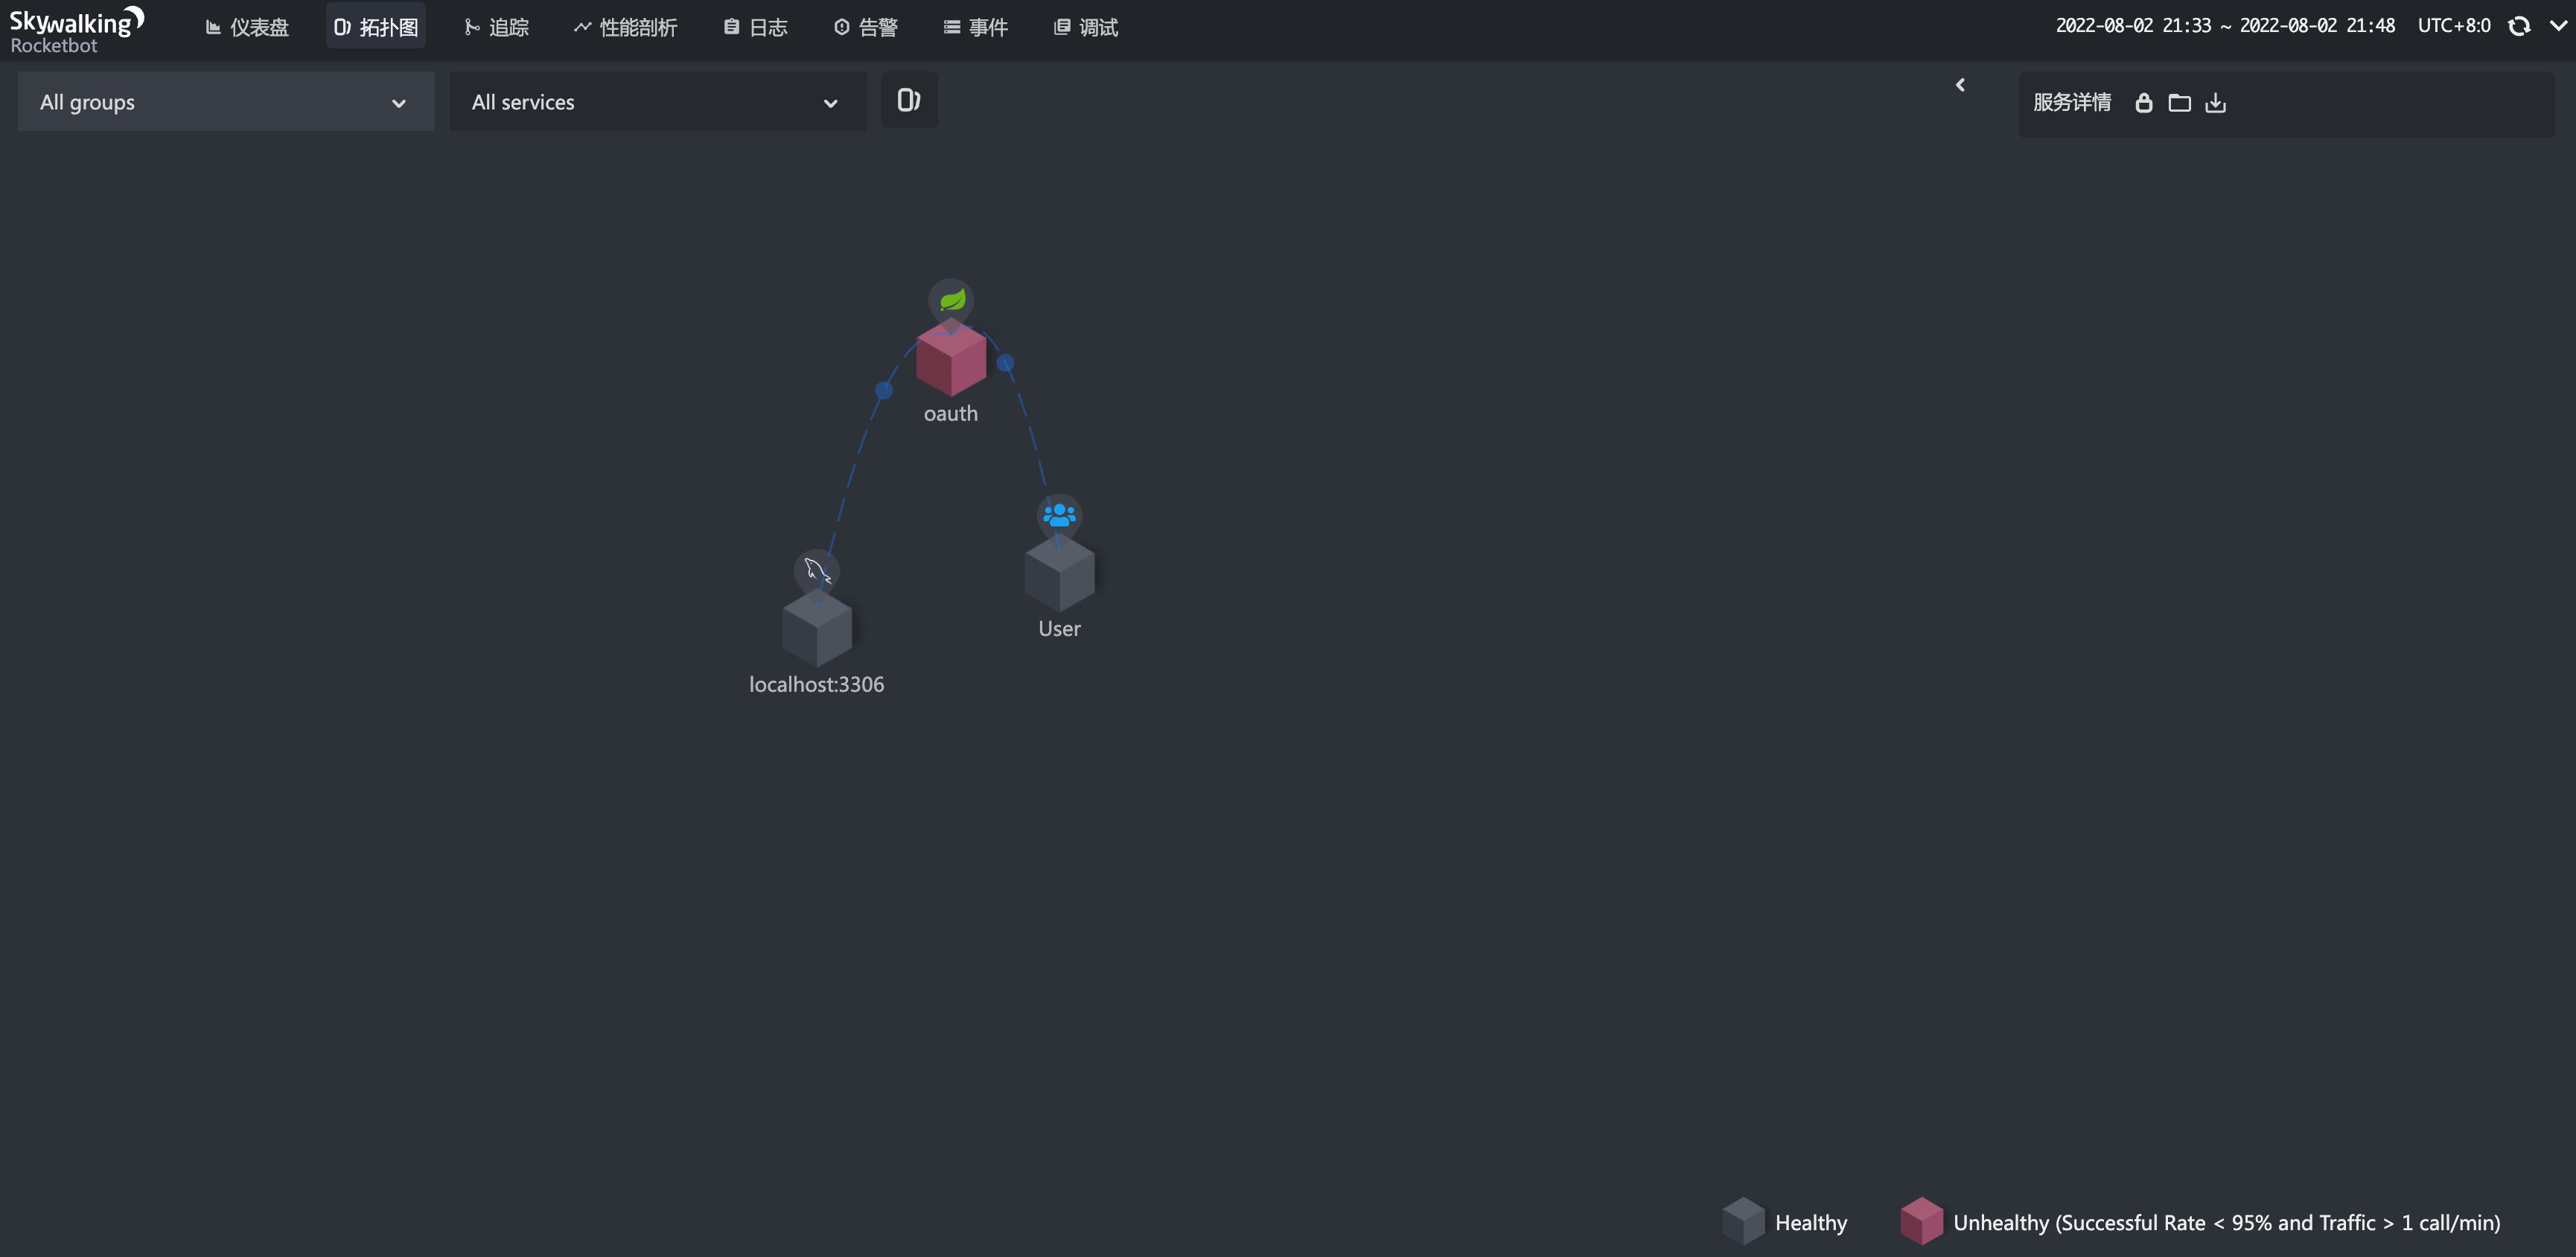 Skywalking
Rocketbot
仪表盘 拓扑图 追踪 性能剖析 日志 告警 事件 调试
2022-08-02 21:33 ~ 2022-08-02 21:48 UTC+8:0
All groups
All services
服务详情
oauth
User
localhost:3306
Healthy
Unhealthy (Successful Rate < 95% and Traffic > 1 call/min)